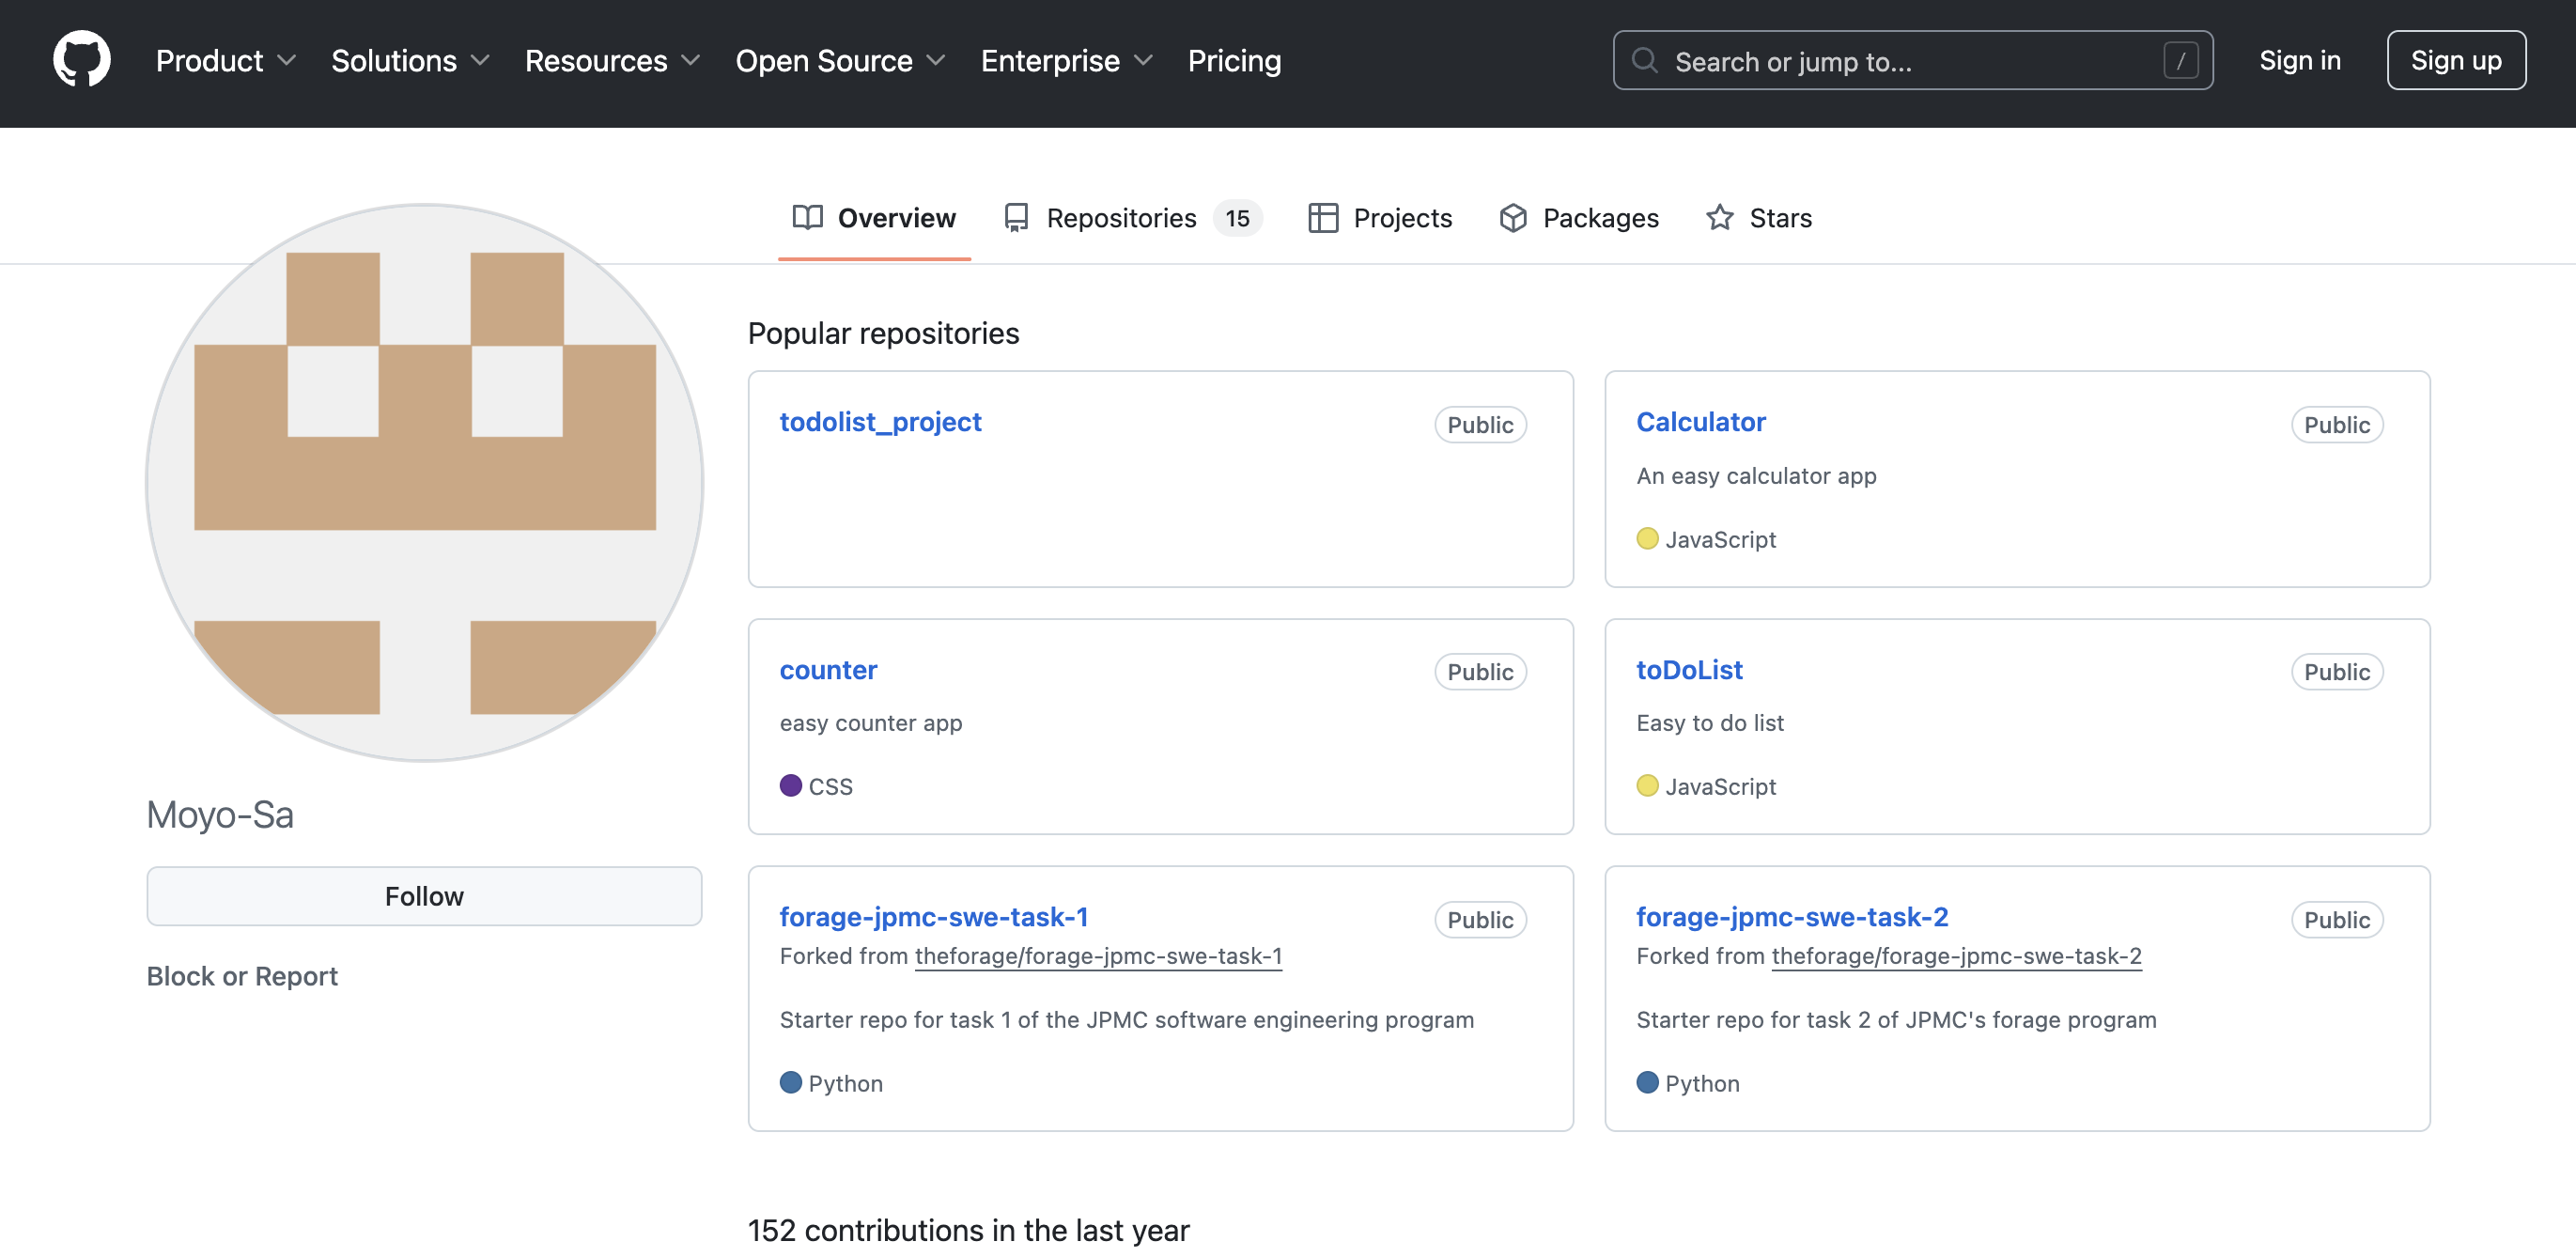 Product Solutions Resources Open Source Enterprise Pricing Search or jump to... / Sign in Sign up
Overview Repositories 15 Projects Packages Stars
Moyo-Sa
Follow
Block or Report
Popular repositories
todolist_project Public
Calculator Public
An easy calculator app
JavaScript
counter Public
easy counter app
CSS
toDoList Public
Easy to do list
JavaScript
forage-jpmc-swe-task-1 Public
Forked from theforage/forage-jpmc-swe-task-1
Starter repo for task 1 of the JPMC software engineering program
Python
forage-jpmc-swe-task-2 Public
Forked from theforage/forage-jpmc-swe-task-2
Starter repo for task 2 of JPMC's forage program
Python
152 contributions in the last year